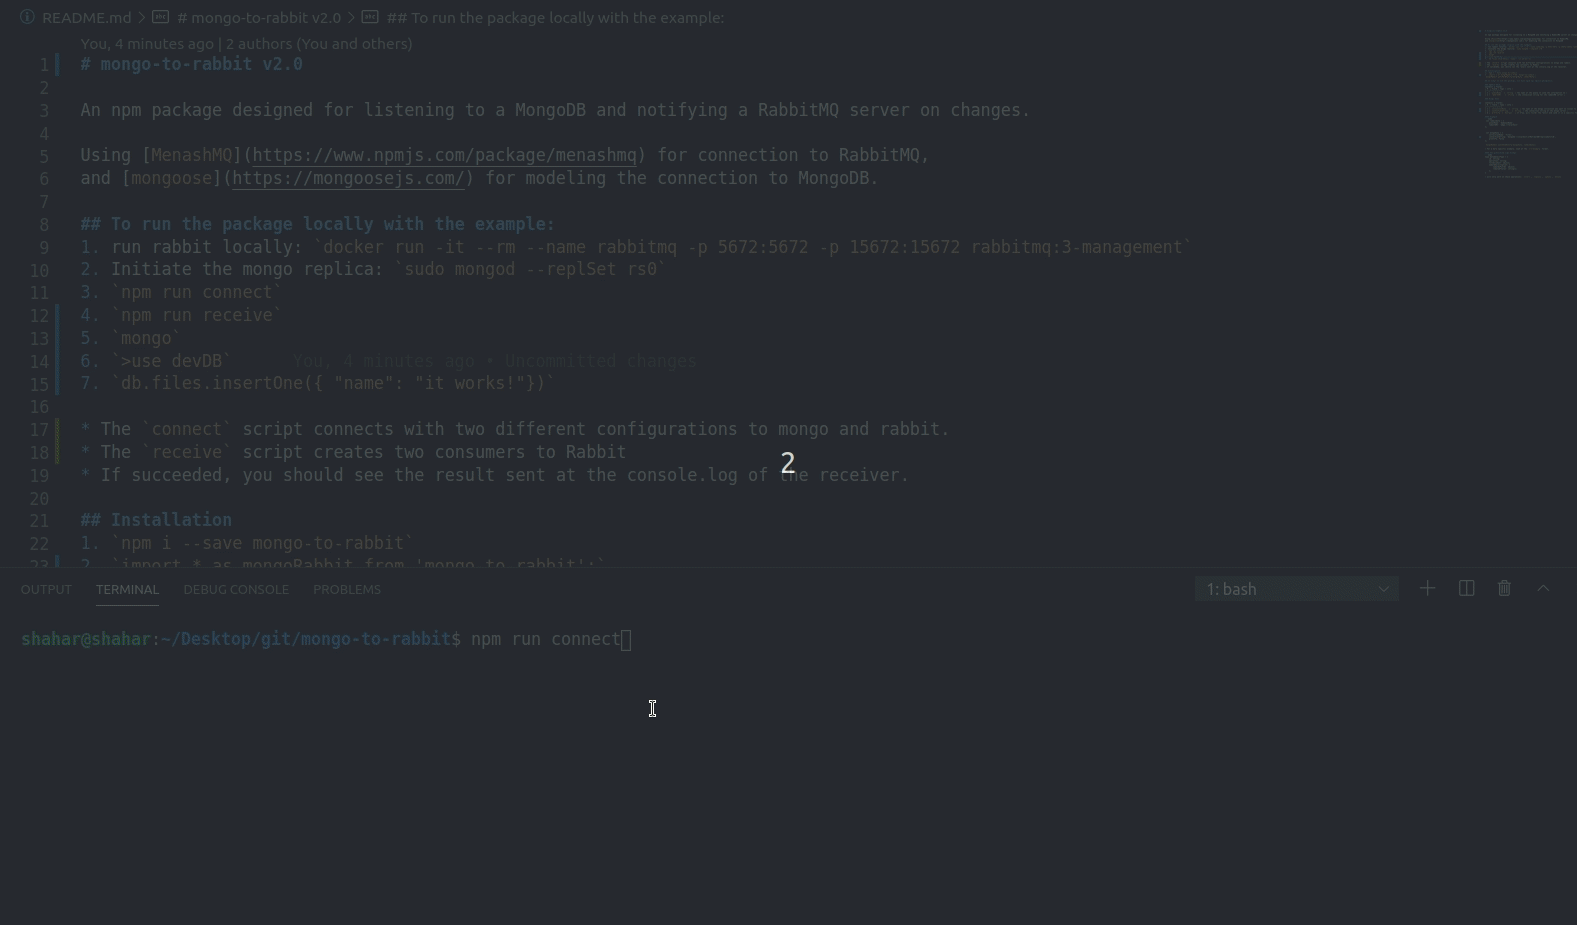 README.md > # mongo-to-rabbit v2.0 > ## To run the package locally with the example:
You, 4 minutes ago | 2 authors (You and others)
1 # mongo-to-rabbit v2.0
2
3 An npm package designed for listening to a MongoDB and notifying a RabbitMQ server on changes.
4
5 Using [MenashMQ](https://www.npmjs.com/package/menashmq) for connection to RabbitMQ,
6 and [mongoose](https://mongoosejs.com/) for modeling the connection to MongoDB.
7
8 ## To run the package locally with the example:
9 1. run rabbit locally: `docker run -it --rm --name rabbitmq -p 5672:5672 -p 15672:15672 rabbitmq:3-management`
10 2. Initiate the mongo replica: `sudo mongod --replSet rs0`
11 3. `npm run connect`
12 4. `npm run receive`
13 5. `mongo`
14 6. `>use devDB` You, 4 minutes ago • Uncommitted changes
15 7. `db.files.insertOne({ "name": "it works!"})`
16
17 * The `connect` script connects with two different configurations to mongo and rabbit.
18 * The `receive` script creates two consumers to Rabbit
2
19 * If succeeded, you should see the result sent at the console.log of the receiver.
20
21 ## Installation
22 1. `npm i --save mongo-to-rabbit`
23 2. `import * as mongoRabbit from 'mongo-to-rabbit';`
OUTPUT TERMINAL DEBUG CONSOLE PROBLEMS 1: bash
shahar@shahar:~/Desktop/git/mongo-to-rabbit$ npm run connect